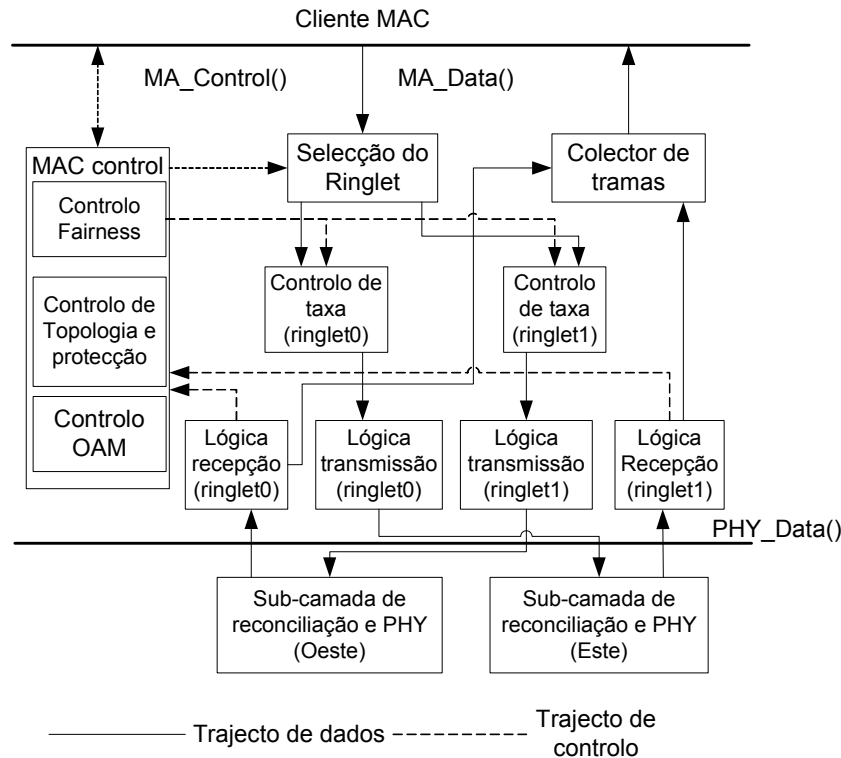 Cliente MAC
MA_Control()
MA_Data()
MAC control
Controlo
Fairness
Controlo de
Topologia e
protecção
Controlo
OAM
Selecção do
Ringlet
Colector de
tramas
Controlo de
taxa
(ringlet0)
Controlo
de taxa
(ringlet1)
Lógica
recepção
(ringlet0)
Lógica
transmissão
(ringlet0)
Lógica
transmissão
(ringlet1)
Lógica
Recepção
(ringlet1)
PHY_Data()
Sub-camada de
reconciliação e PHY
(Oeste)
Sub-camada de
reconciliação e PHY
(Este)
Trajecto de dados
Trajecto de
controlo